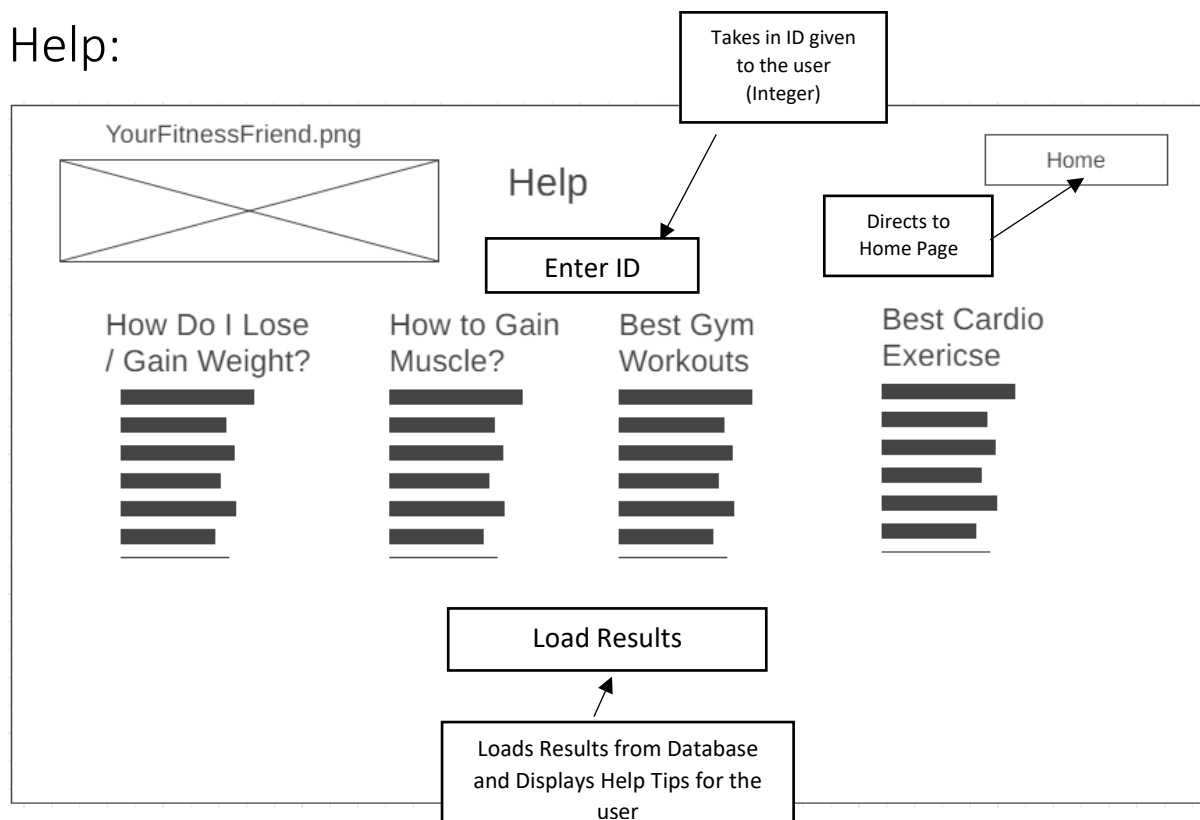 Help:
Takes in ID given
to the user
(Integer)
YourFitnessFriend.png
Home
Help
Directs to
Home Page
Enter ID
How Do I Lose
/ Gain Weight?
How to Gain
Muscle?
Best Gym
Workouts
Best Cardio
Exericse
Load Results
Loads Results from Database
and Displays Help Tips for the
user